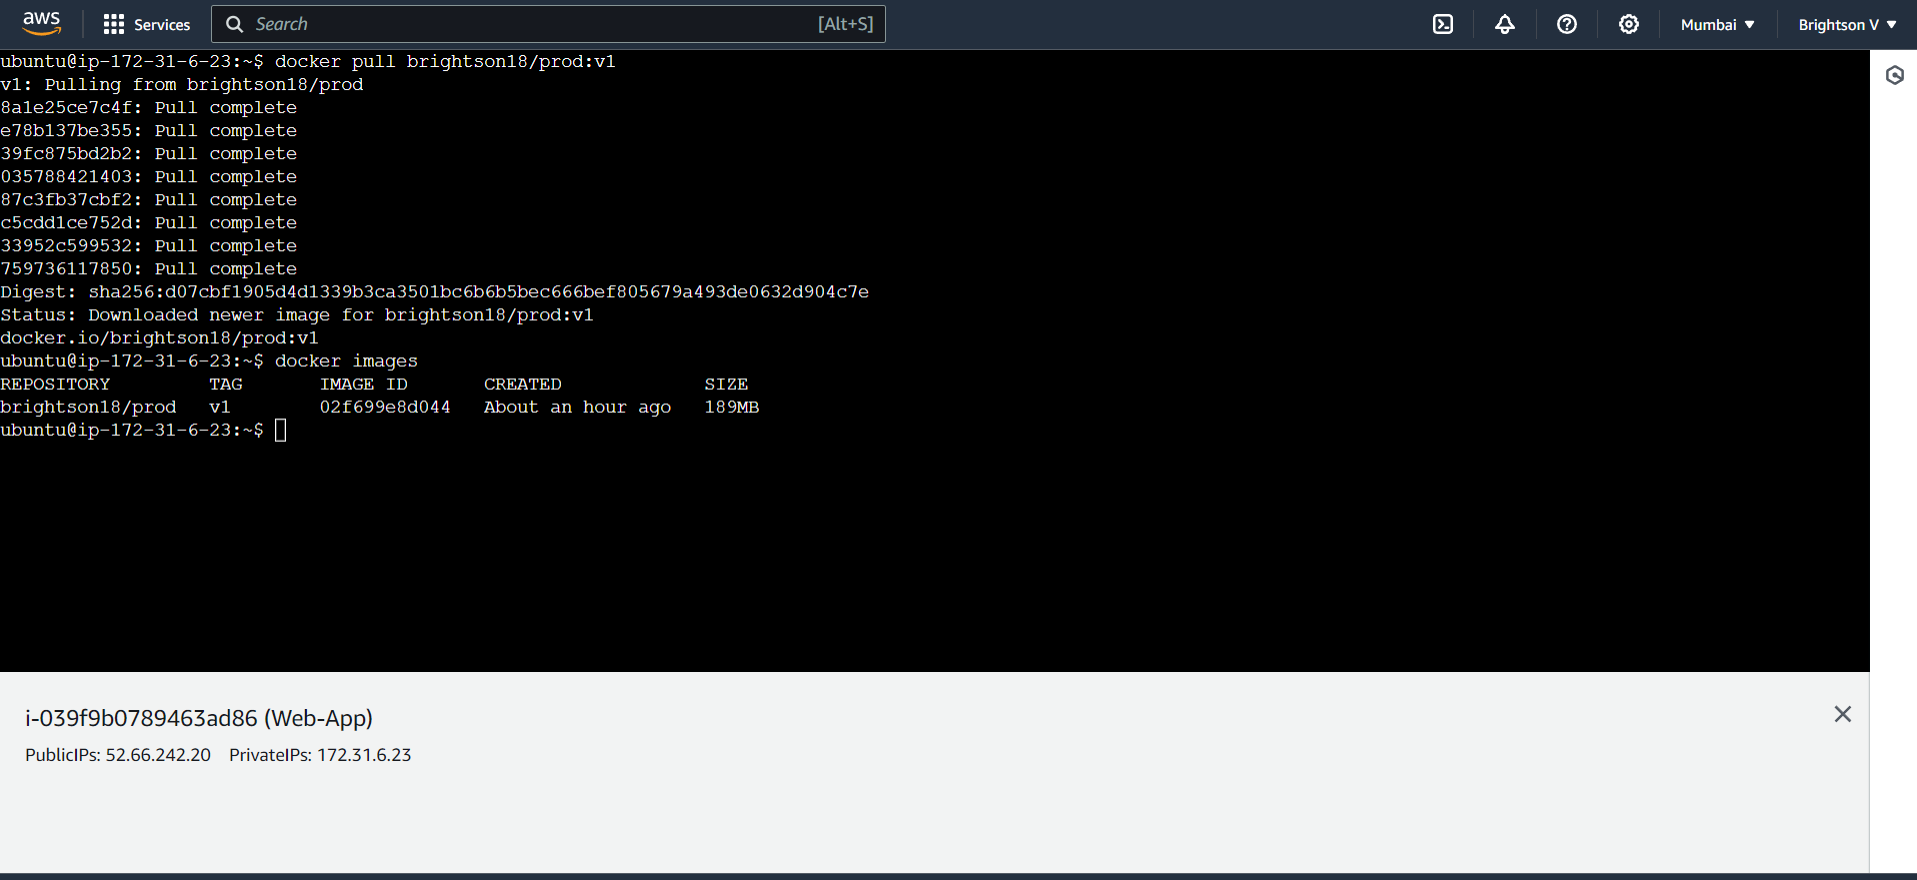 aws Services Search [Alt+S] Mumbai Brightson V
ubuntu@ip-172-31-6-23:~$ docker pull brightson18/prod:v1
v1: Pulling from brightson18/prod
8a1e25ce7c4f: Pull complete
e78b137be355: Pull complete
39fc875bd2b2: Pull complete
035788421403: Pull complete
87c3fb37cbf2: Pull complete
c5cdd1ce752d: Pull complete
33952c599532: Pull complete
759736117850: Pull complete
Digest: sha256:d07cbf1905d4d1339b3ca3501bc6b6b5bec666bef805679a493de0632d904c7e
Status: Downloaded newer image for brightson18/prod:v1
docker.io/brightson18/prod:v1
ubuntu@ip-172-31-6-23:~$ docker images
REPOSITORY TAG IMAGE ID CREATED SIZE
brightson18/prod v1 02f699e8d044 About an hour ago 189MB
ubuntu@ip-172-31-6-23:~$
i-039f9b0789463ad86 (Web-App)
PublicIPs: 52.66.242.20 PrivateIPs: 172.31.6.23